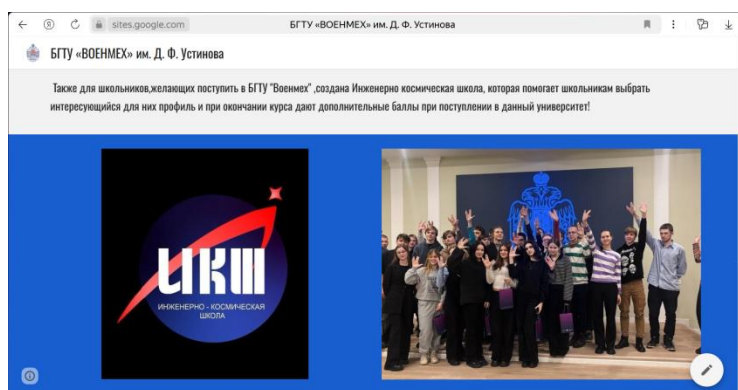 sites.google.com
БГТУ «ВОЕНМЕХ» им. Д. Ф. Устинова
БГТУ «ВОЕНМЕХ» им. Д. Ф. Устинова
Также для школьников,желающих поступить в БГТУ "Военмех" ,создана Инженерно космическая школа, которая помогает школьникам выбрать
интересующийся для них профиль и при окончании курса дают дополнительные баллы при поступлении в данный университет!
ИКШ
ИНЖЕНЕРНО - КОСМИЧЕСКАЯ
ШКОЛА